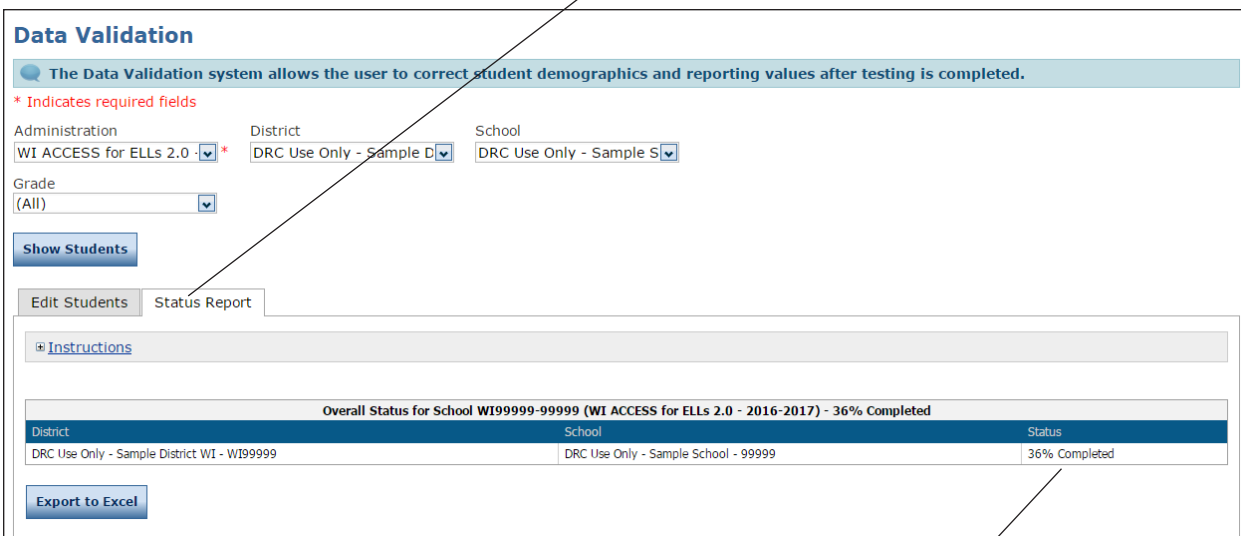 Data Validation
The Data Validation system allows the user to correct student demographics and reporting values after testing is completed.
* Indicates required fields
Administration District School
WI ACCESS for ELLs 2.0 - * DRC Use Only - Sample D DRC Use Only - Sample S
Grade
(All)
Show Students
Edit Students Status Report
Instructions
Overall Status for School WI99999-99999 (WI ACCESS for ELLs 2.0 - 2016-2017) - 36% Completed
District School Status
DRC Use Only - Sample District WI - WI99999 DRC Use Only - Sample School - 99999 36% Completed
Export to Excel